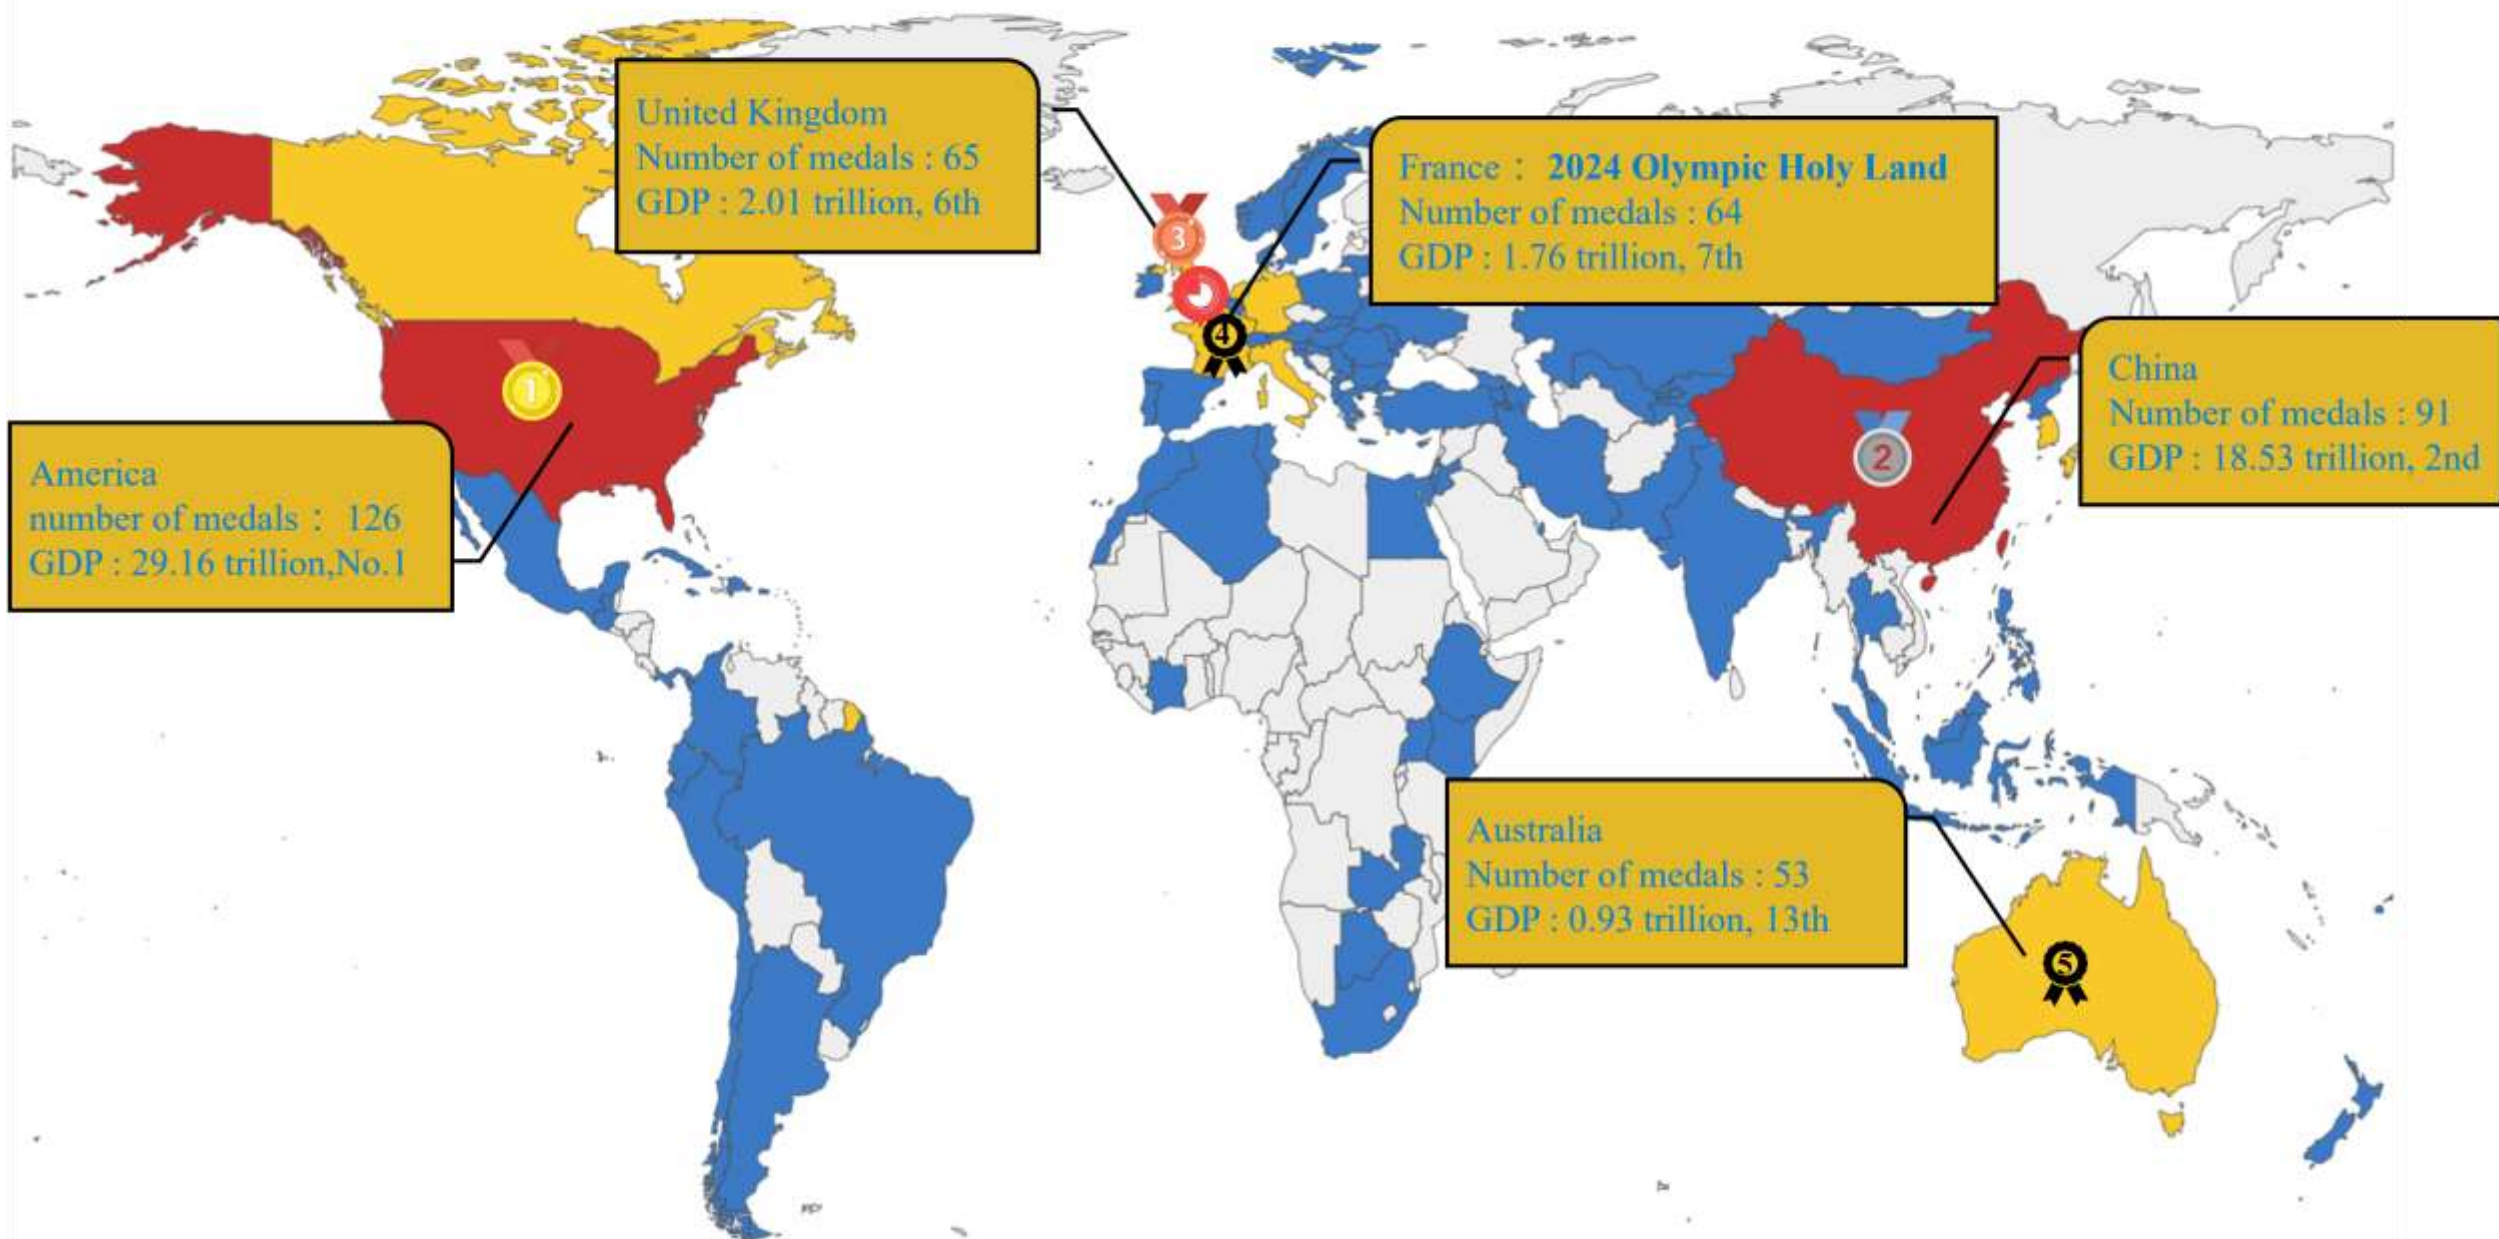 United Kingdom
Number of medals : 65
GDP : 2.01 trillion, 6th
France : 2024 Olympic Holy Land
Number of medals : 64
GDP : 1.76 trillion, 7th
3
4
China
Number of medals : 91
GDP : 18.53 trillion, 2nd
1
2
America
number of medals : 126
GDP : 29.16 trillion,No.1
Australia
Number of medals : 53
GDP : 0.93 trillion, 13th
5